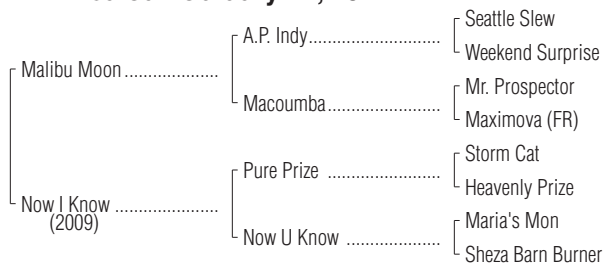 Seattle Slew
A.P. Indy
Weekend Surprise
Malibu Moon
Mr. Prospector
Macoumba
Maximova (FR)
Storm Cat
Pure Prize
Heavenly Prize
Now I Know
(2009)
Maria's Mon
Now U Know
Sheza Barn Burner